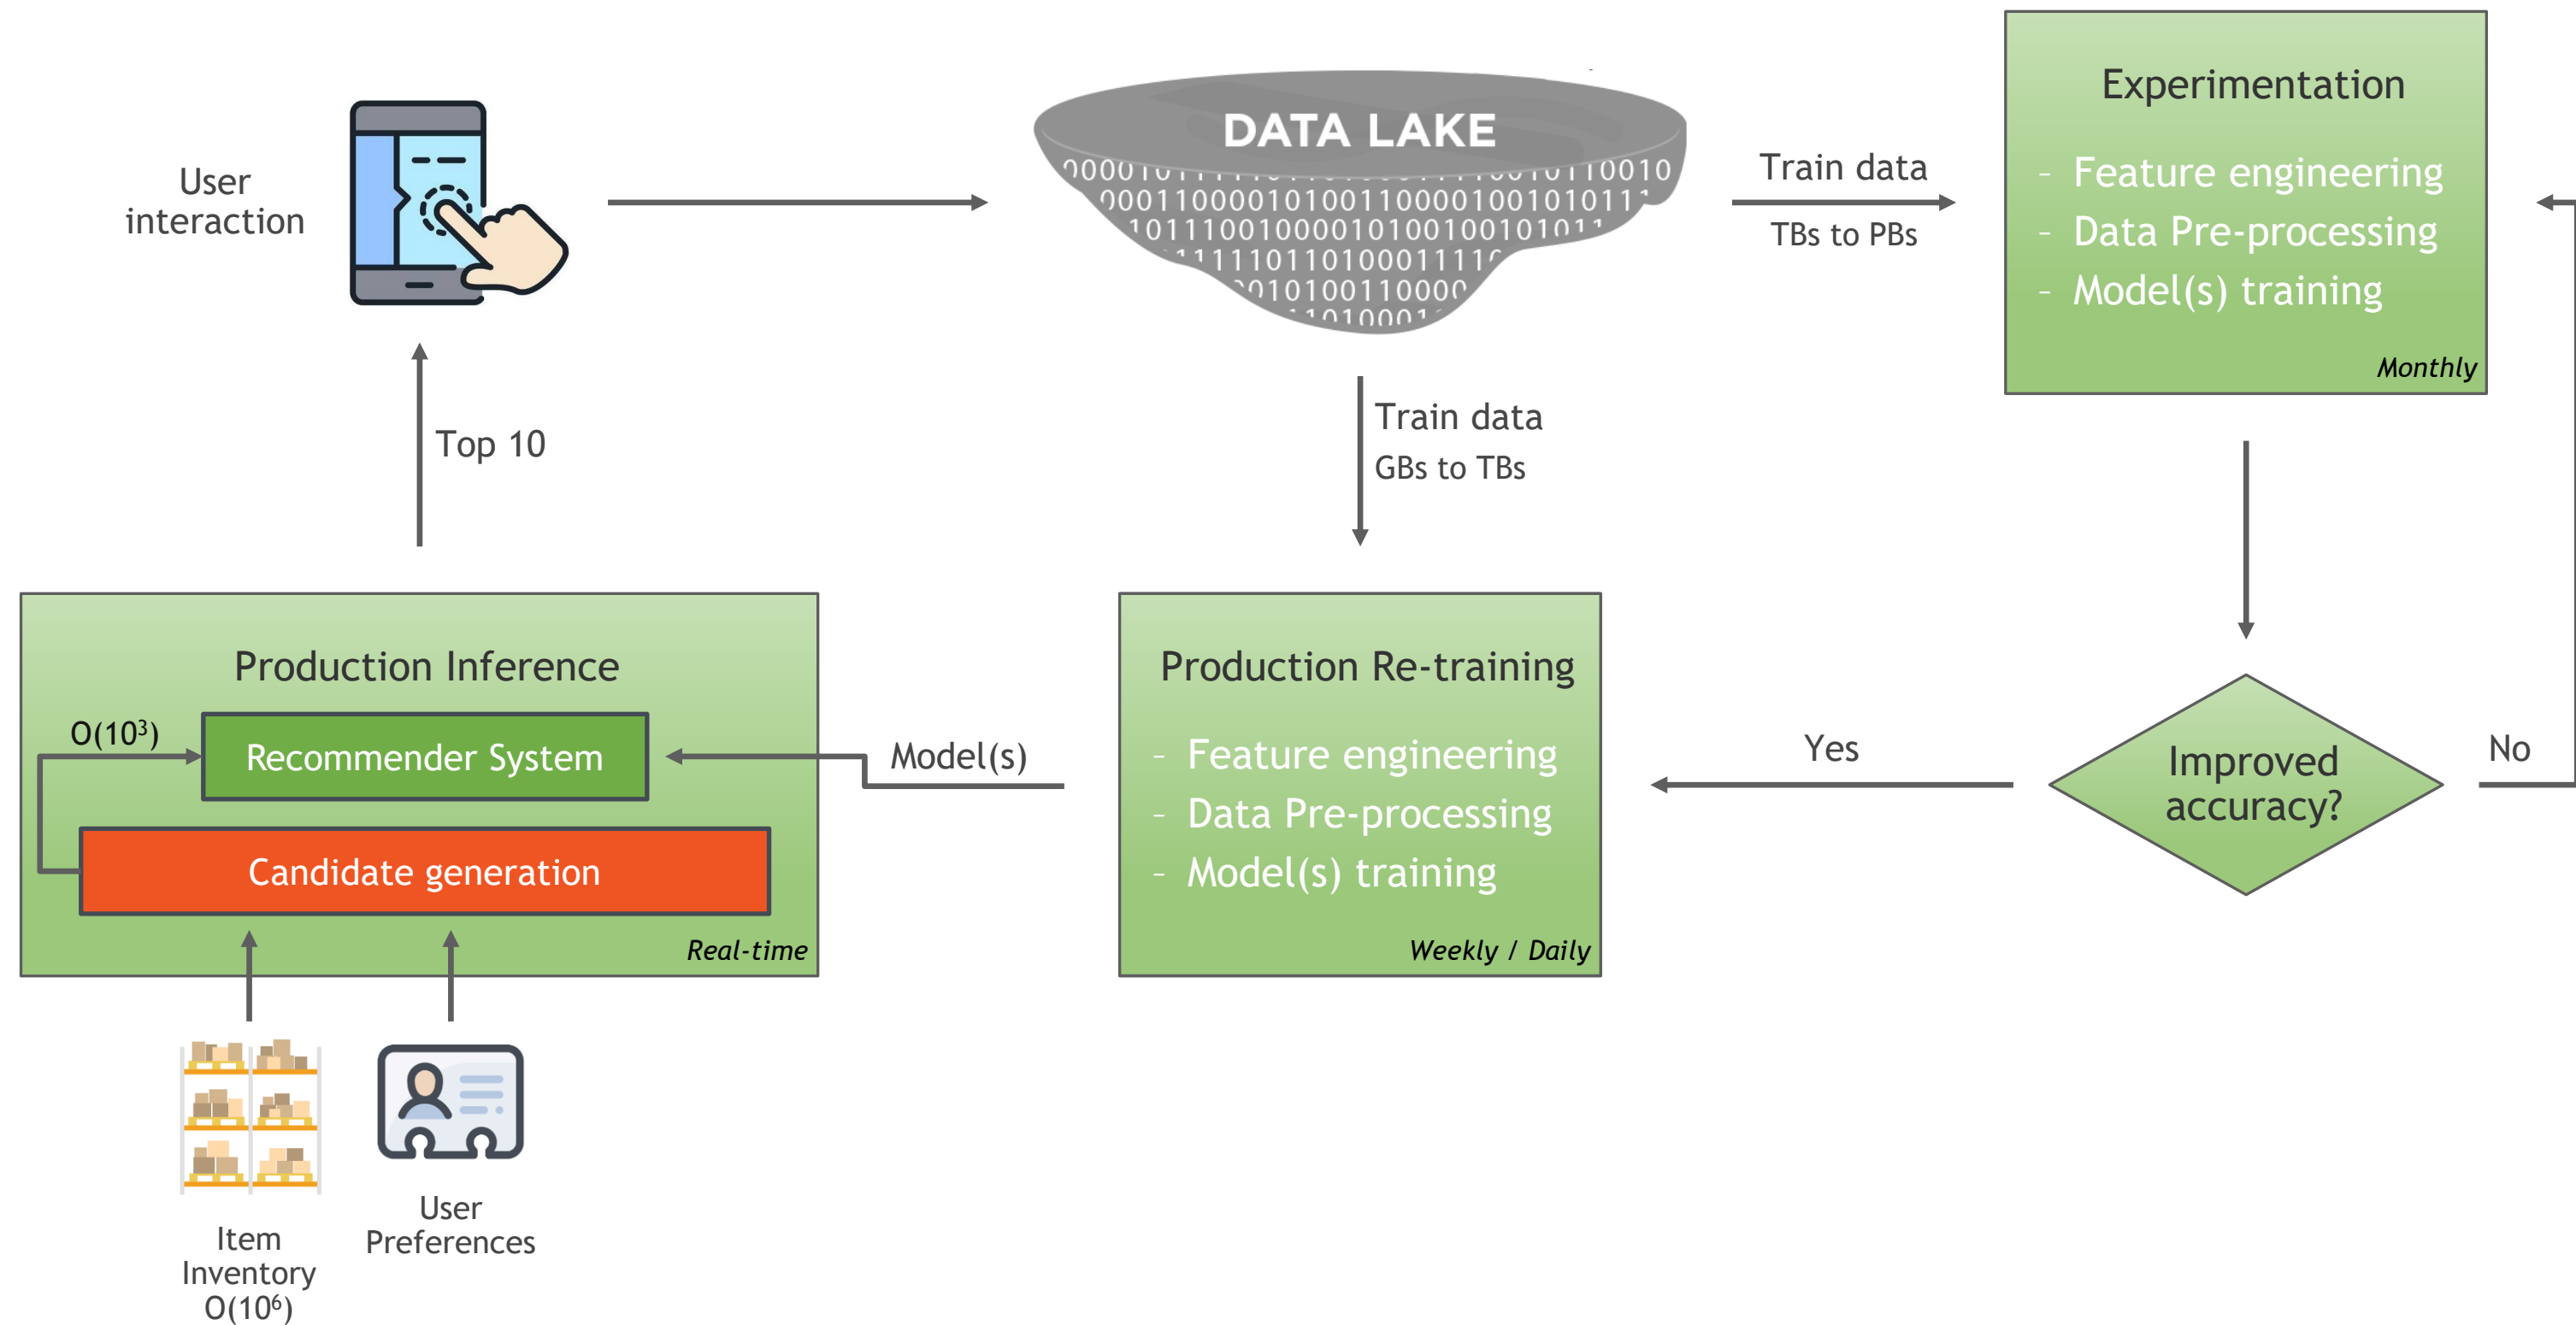 User
interaction
DATA LAKE
Train data
TBs to PBs
Experimentation
- Feature engineering
- Data Pre-processing
- Model(s) training
Monthly
Top 10
Train data
GBs to TBs
Production Inference
O(10³)
Recommender System
Candidate generation
Real-time
Model(s)
Production Re-training
- Feature engineering
- Data Pre-processing
- Model(s) training
Weekly / Daily
Yes
Improved
accuracy?
No
Item
Inventory
O(10⁶)
User
Preferences